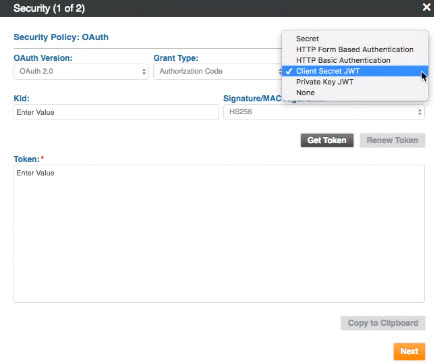 Security (1 of 2)
Security Policy: OAuth
OAuth Version:
Grant Type:
OAuth 2.0
Authorization Code
Secret
HTTP Form Based Authentication
HTTP Basic Authentication
Client Secret JWT
Private Key JWT
None
Kid:
Signature/MAC
Enter Value
HS256
Get Token
Renew Token
Token:*
Enter Value
Copy to Clipboard
Next